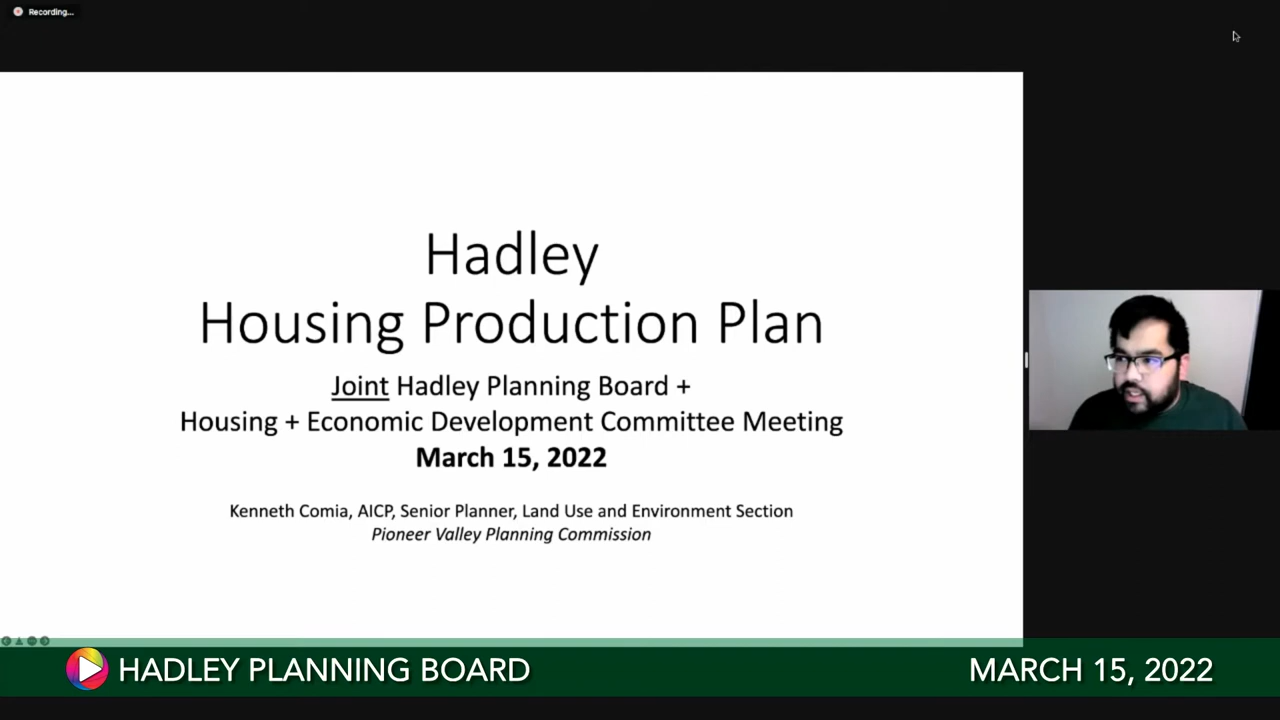 Recording...
Hadley
Housing Production Plan
Joint Hadley Planning Board +
Housing + Economic Development Committee Meeting
March 15, 2022
Kenneth Comia, AICP, Senior Planner, Land Use and Environment Section
Pioneer Valley Planning Commission
HADLEY PLANNING BOARD
MARCH 15, 2022